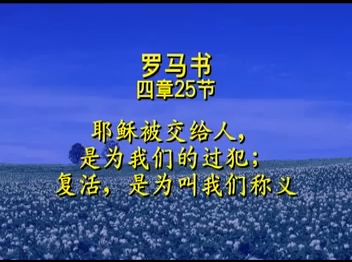 罗马书
四章25节
耶稣被交给人，
是为我们的过犯；
复活，是为叫我们称义